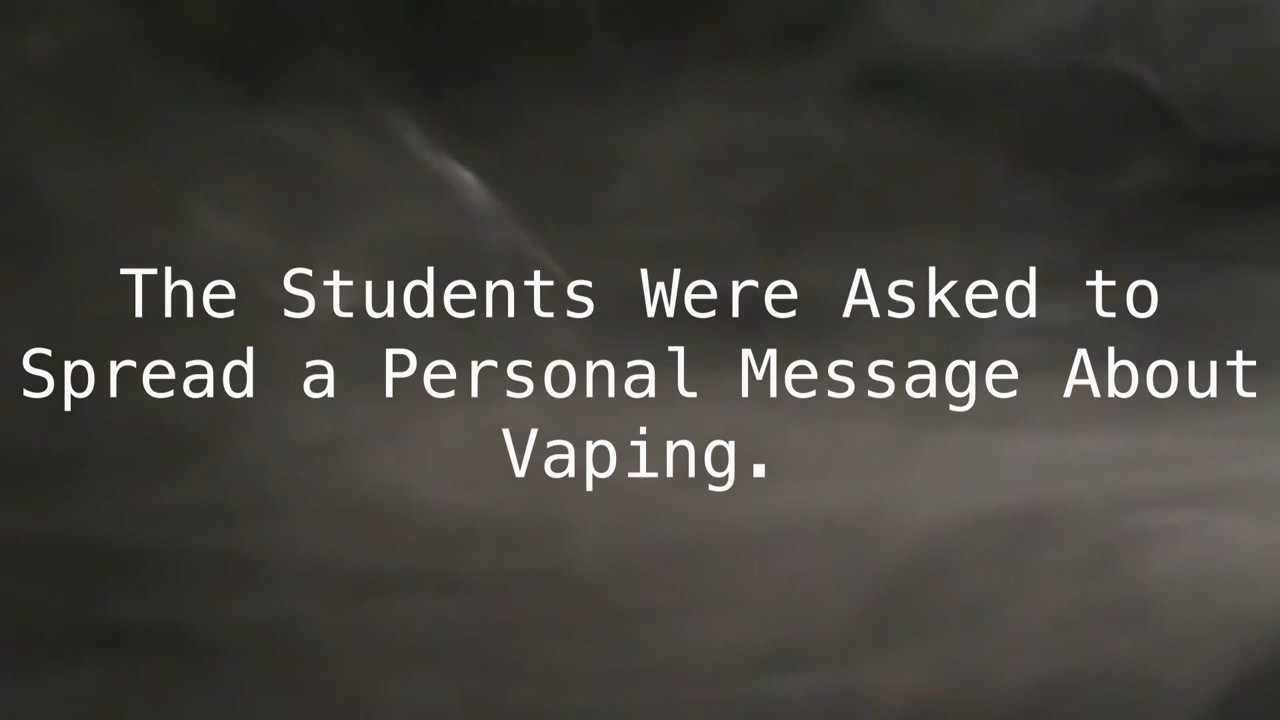 The Students Were Asked to
Spread a Personal Message About
Vaping.